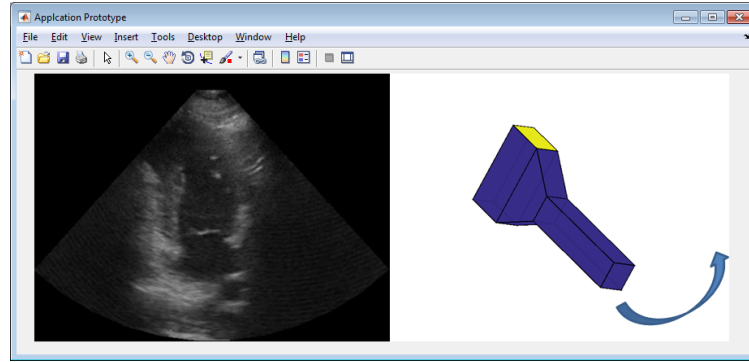 Applcation Prototype
File Edit View Insert Tools Desktop Window Help